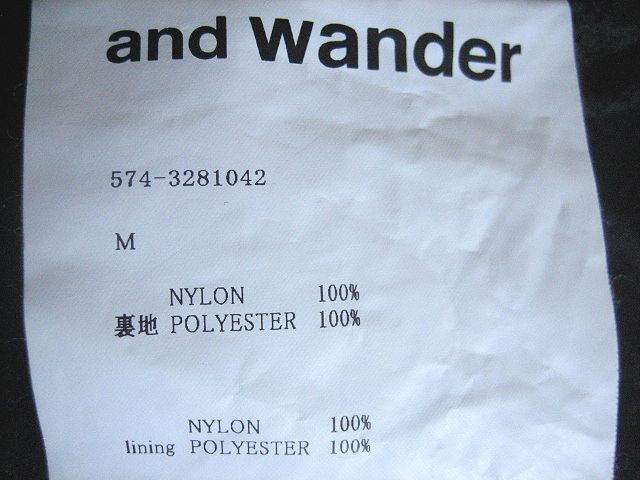 and wander
574-3281042
M
NYLON 100%
裏地 POLYESTER 100%
NYLON 100%
lining POLYESTER 100%